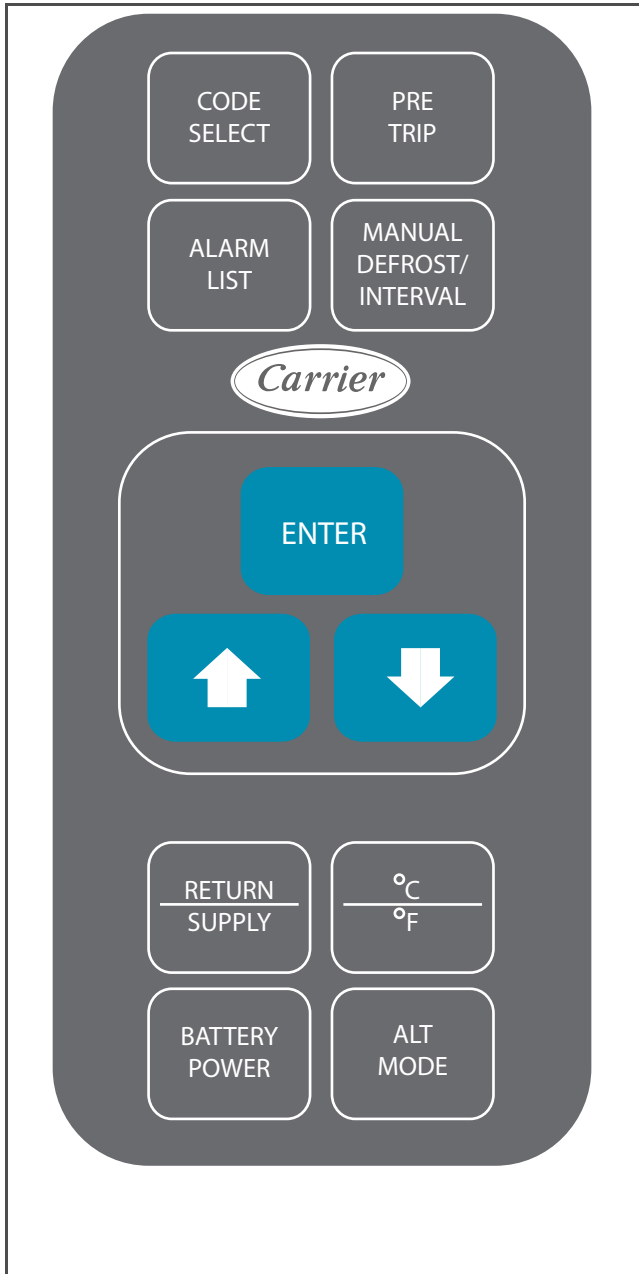 CODE
SELECT
PRE
TRIP
ALARM
LIST
MANUAL
DEFROST/
INTERVAL
Carrier
ENTER
RETURN
SUPPLY
°C
°F
BATTERY
POWER
ALT
MODE